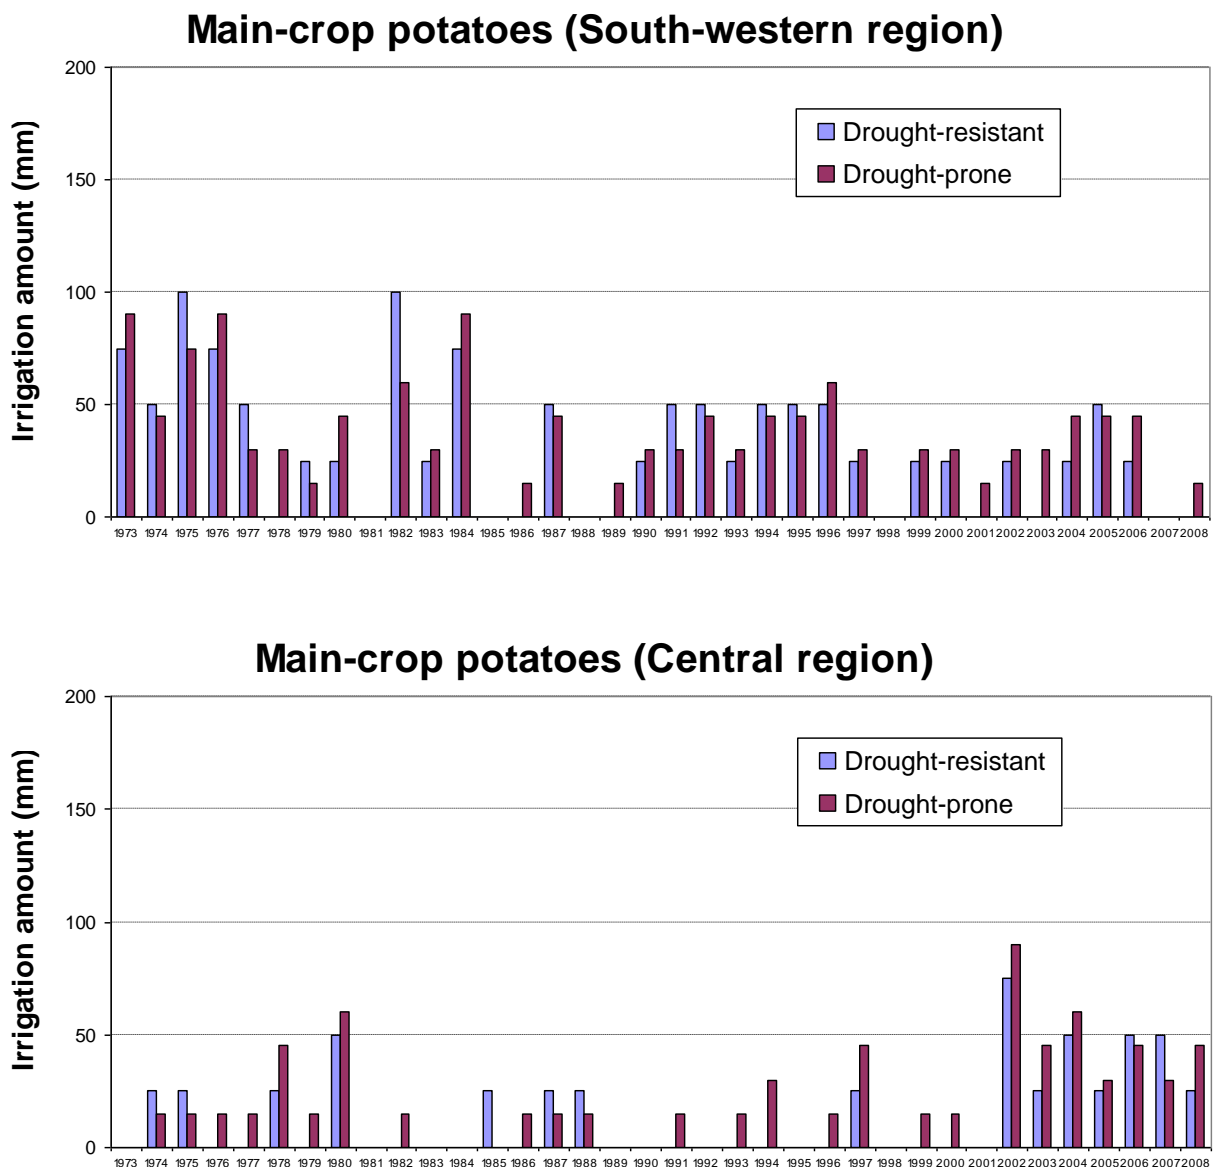 Main-crop potatoes (South-western region)
Irrigation amount (mm)
200
150
100
50
0
Drought-resistant
Drought-prone
1973 1974 1975 1976 1977 1978 1979 1980 1981 1982 1983 1984 1985 1986 1987 1988 1989 1990 1991 1992 1993 1994 1995 1996 1997 1998 1999 2000 2001 2002 2003 2004 2005 2006 2007 2008
Main-crop potatoes (Central region)
Irrigation amount (mm)
200
150
100
50
0
Drought-resistant
Drought-prone
1973 1974 1975 1976 1977 1978 1979 1980 1981 1982 1983 1984 1985 1986 1987 1988 1989 1990 1991 1992 1993 1994 1995 1996 1997 1998 1999 2000 2001 2002 2003 2004 2005 2006 2007 2008